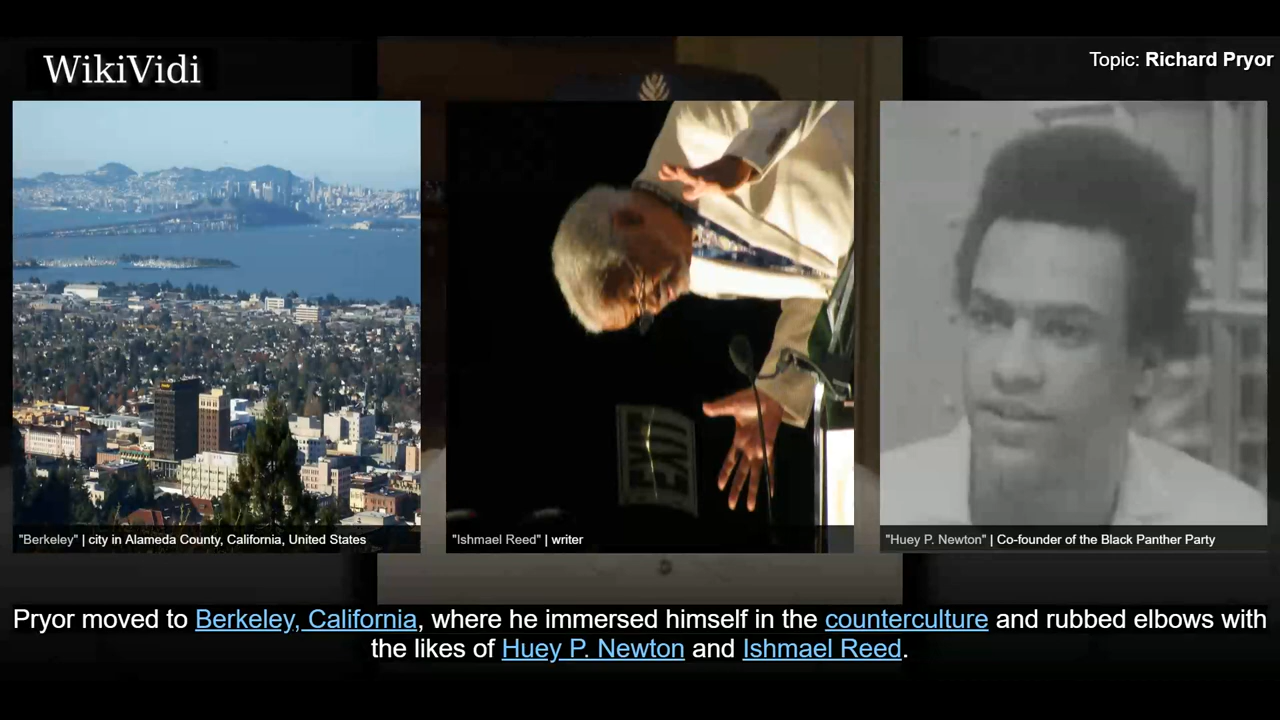 WikiVidi
Topic: Richard Pryor
EXIT
"Berkeley" | city in Alameda County, California, United States
"Ishmael Reed" | writer
"Huey P. Newton" | Co-founder of the Black Panther Party
Pryor moved to Berkeley, California, where he immersed himself in the counterculture and rubbed elbows with
the likes of Huey P. Newton and Ishmael Reed.